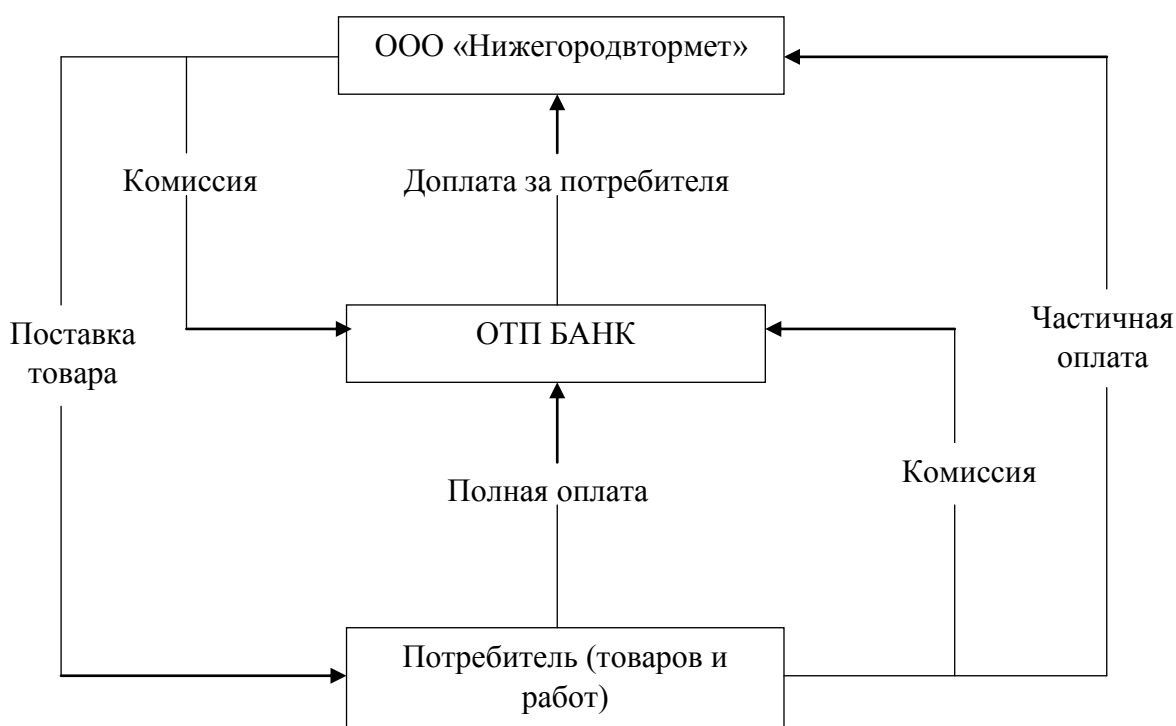 ООО «Нижегородвтормет»
Комиссия
Доплата за потребителя
Поставка
товара
ОТП БАНК
Частичная
оплата
Полная оплата
Комиссия
Потребитель (товаров и
работ)